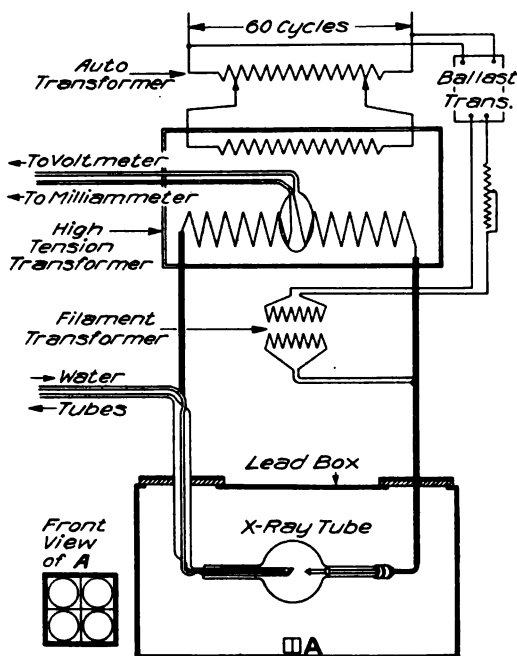 60 Cycles
Auto
Transformer
Ballast
Trans.
To Voltmeter
To Milliammeter
High
Tension
Transformer
Filament
Transformer
Water
Tubes
Lead Box
X-Ray Tube
Front
View
of A
A